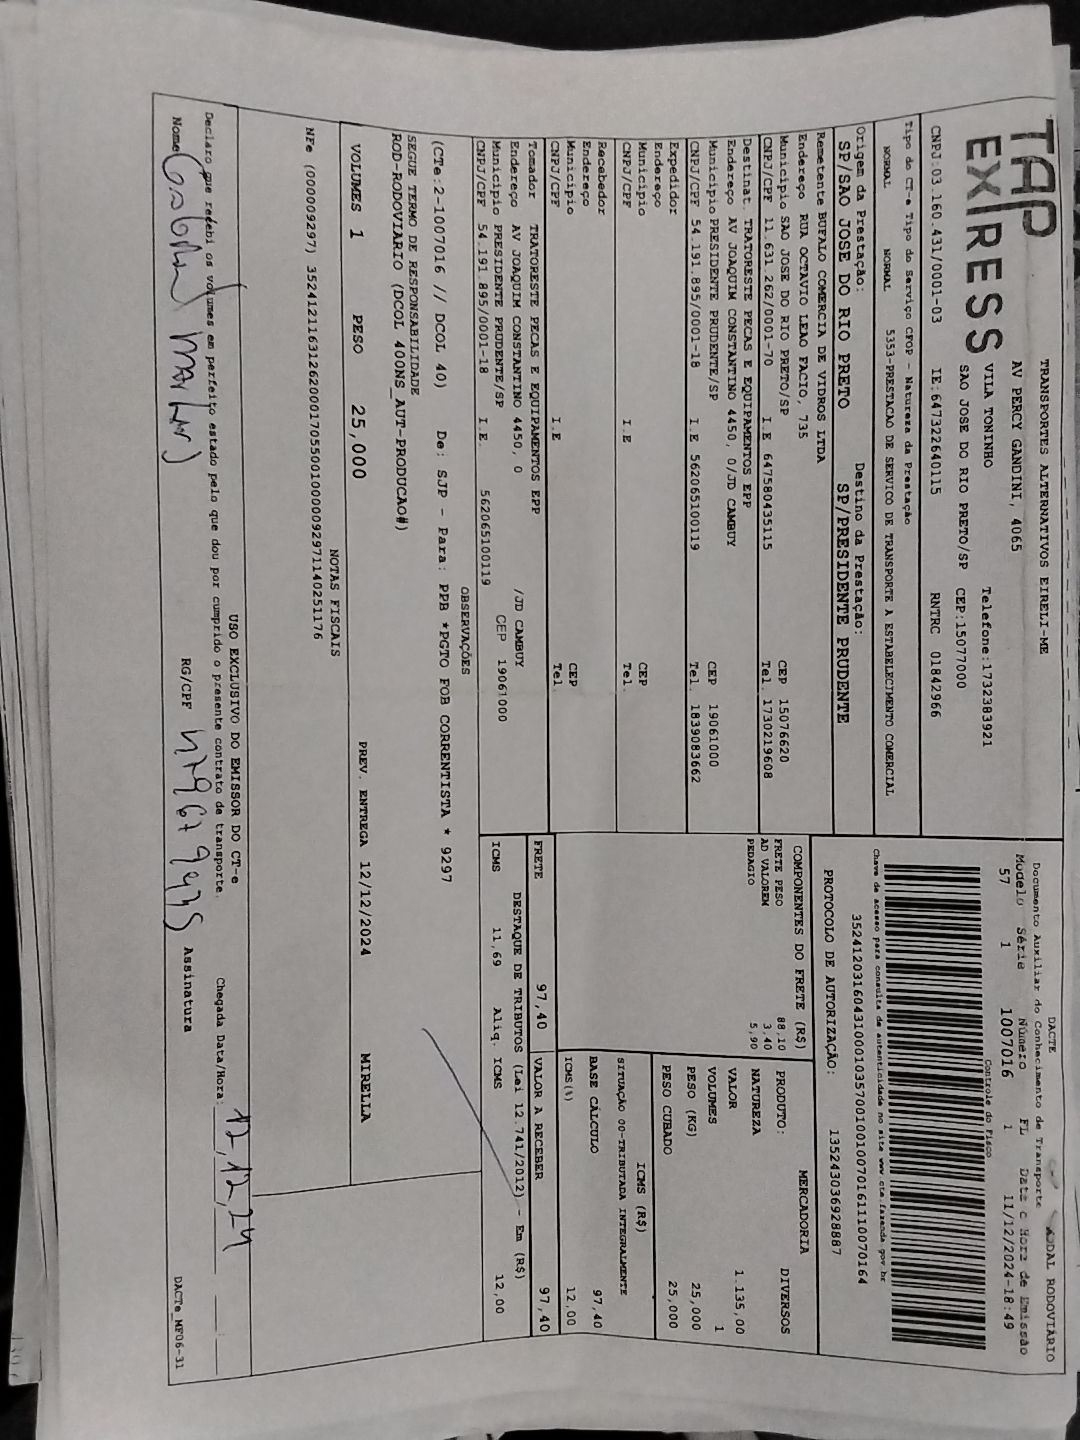 TAP
EXPRESS
TRANSPORTES ALTERNATIVOS EIRELI-ME
AV PERCY GANDINI, 4065
VILA TONINHO Telefone:1732383921
SAO JOSE DO RIO PRETO/SP CEP:15077000
CNPJ:03.160.431/0001-03 IE:647322640115 RNTRC 01842966
DACTE
MODAL RODOVIÁRIO
Documento Auxiliar do Conhecimento de Transporte
Modelo Série Número FL Data e Hora de Emissão
57 1 1007016 1 11/12/2024-18:49
Controle do Fisco
Chave de acesso para consulta de autenticidade no site www.cte.fazenda.gov.br
35241203160431000103570010010070161110070164
PROTOCOLO DE AUTORIZAÇÃO: 135243036928887
Tipo do CT-e Tipo do Serviço CFOP - Natureza da Prestação
NORMAL NORMAL 5353-PRESTACAO DE SERVICO DE TRANSPORTE A ESTABELECIMENTO COMERCIAL
Origem da Prestação: Destino da Prestação:
SP/SAO JOSE DO RIO PRETO SP/PRESIDENTE PRUDENTE
Remetente BUFALO COMERCIA DE VIDROS LTDA
Endereço RUA OCTAVIO LEAO FACIO, 735
Município SAO JOSE DO RIO PRETO/SP CEP 15076620
CNPJ/CPF 11.631.262/0001-70 I.E 647580435115 Tel. 1730219608
Destinat. TRATORESTE PECAS E EQUIPAMENTOS EPP
Endereço AV JOAQUIM CONSTANTINO 4450, 0/JD CAMBUY
Município PRESIDENTE PRUDENTE/SP CEP 19061000
CNPJ/CPF 54.191.895/0001-18 I.E 562065100119 Tel. 1839083662
Expedidor
Endereço
Município CEP
CNPJ/CPF I.E Tel.
Recebedor
Endereço
Município CEP
CNPJ/CPF I.E Tel
Tomador TRATORESTE PECAS E EQUIPAMENTOS EPP
Endereço AV JOAQUIM CONSTANTINO 4450, 0 /JD CAMBUY
Município PRESIDENTE PRUDENTE/SP CEP 19061000
CNPJ/CPF 54.191.895/0001-18 I.E. 562065100119
COMPONENTES DO FRETE (R$)
FRETE PESO 88,10
AD VALOREM 3,40
PEDAGIO 5,90
MERCADORIA
PRODUTO: DIVERSOS
NATUREZA
VALOR 1.135,00
VOLUMES 1
PESO (KG) 25,000
PESO CUBADO 25,000
ICMS (R$)
SITUAÇÃO 00-TRIBUTADA INTEGRALMENTE
BASE CÁLCULO 97,40
ICMS(%) 12,00
FRETE 97,40 VALOR A RECEBER 97,40
DESTAQUE DE TRIBUTOS (Lei 12.741/2012) - Em (R$)
ICMS 11,69 Aliq. ICMS 12,00
OBSERVAÇÕES
(CTe:2-1007016 // DCOL 40) De: SJP - Para: PPB *PGTO FOB CORRENTISTA * 9297
SEGUE TERMO DE RESPONSABILIDADE
ROD-RODOVIARIO (DCOL 400NS_AUT-PRODUCAO#)
VOLUMES 1 PESO 25,000 PREV. ENTREGA 12/12/2024 MIRELLA
NOTAS FISCAIS
NFe (000009297) 35241211631262000170550010000092971140251176
USO EXCLUSIVO DO EMISSOR DO CT-e
Declaro que recebi os volumes em perfeito estado pelo que dou por cumprido o presente contrato de transporte. Chegada Data/Hora: 12,12,24
Nome Gabriel RG/CPF Assinatura
DACTe_MF06-31